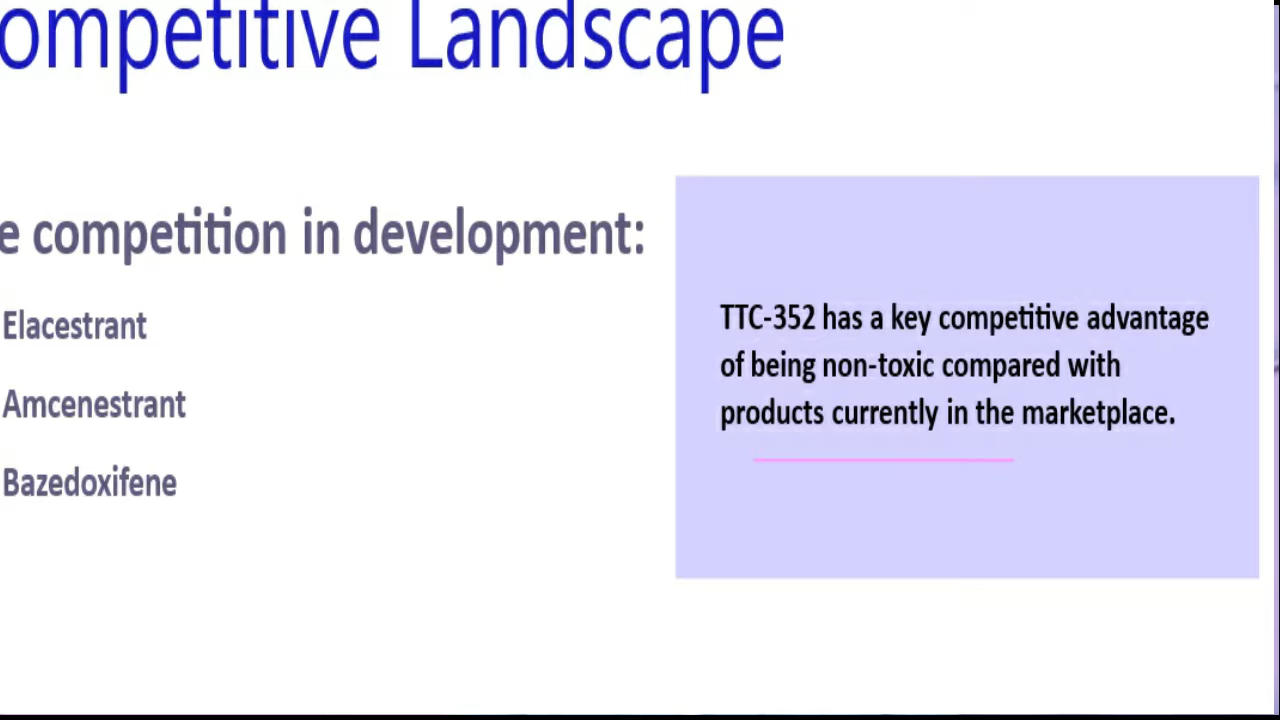 ompetitive Landscape
e competition in development:
Elacestrant
Amcenestrant
Bazedoxifene
TTC-352 has a key competitive advantage
of being non-toxic compared with
products currently in the marketplace.